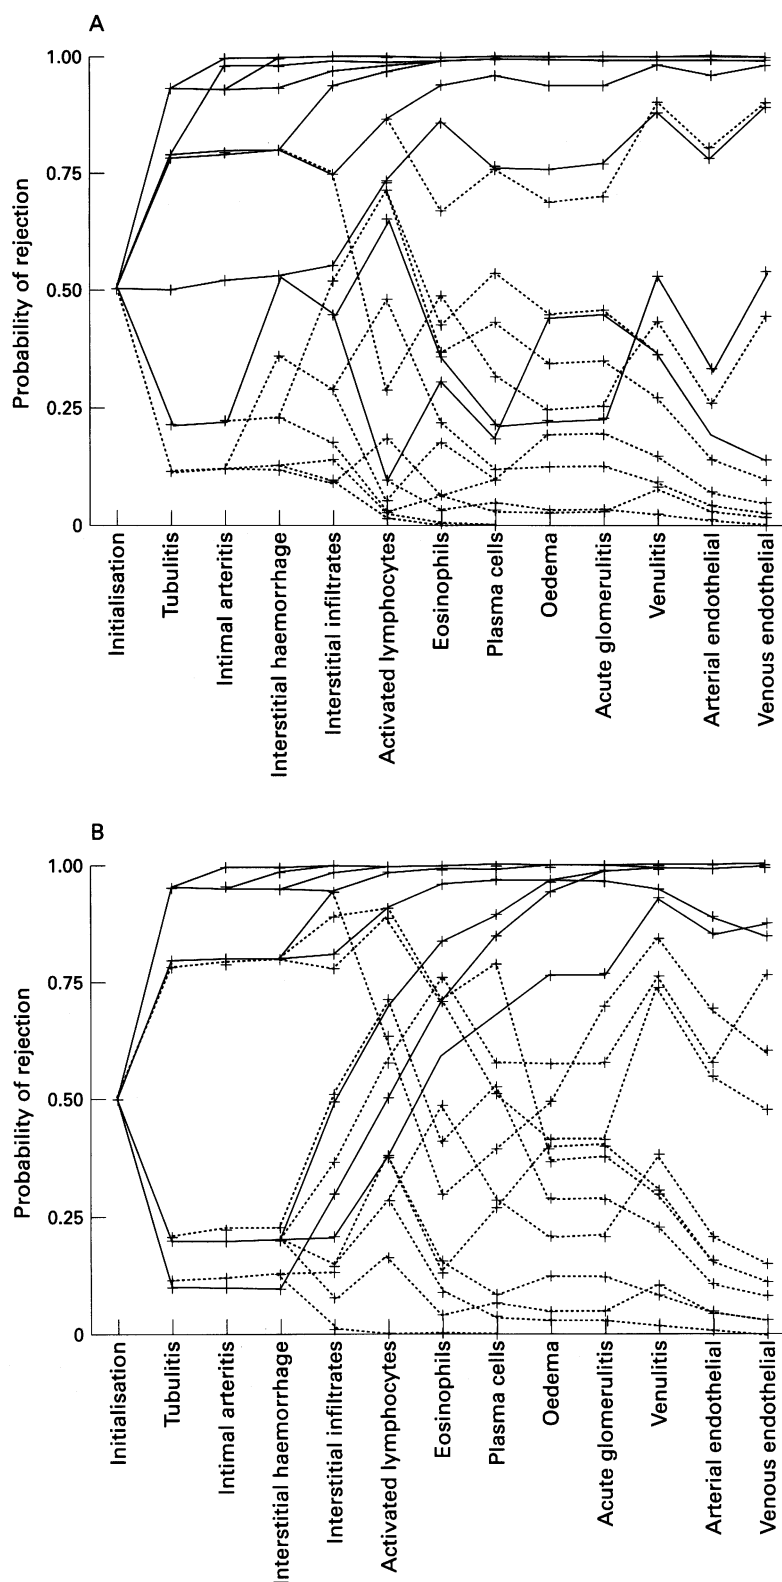 A
1.00
0.75
0.50
0.25
0
Probability of rejection
Initialisation
Tubulitis
Intimal arteritis
Interstitial haemorrhage
Interstitial infiltrates
Activated lymphocytes
Eosinophils
Plasma cells
Oedema
Acute glomerulitis
Venulitis
Arterial endothelial
Venous endothelial
B
1.00
0.75
0.50
0.25
0
Probability of rejection
Initialisation
Tubulitis
Intimal arteritis
Interstitial haemorrhage
Interstitial infiltrates
Activated lymphocytes
Eosinophils
Plasma cells
Oedema
Acute glomerulitis
Venulitis
Arterial endothelial
Venous endothelial